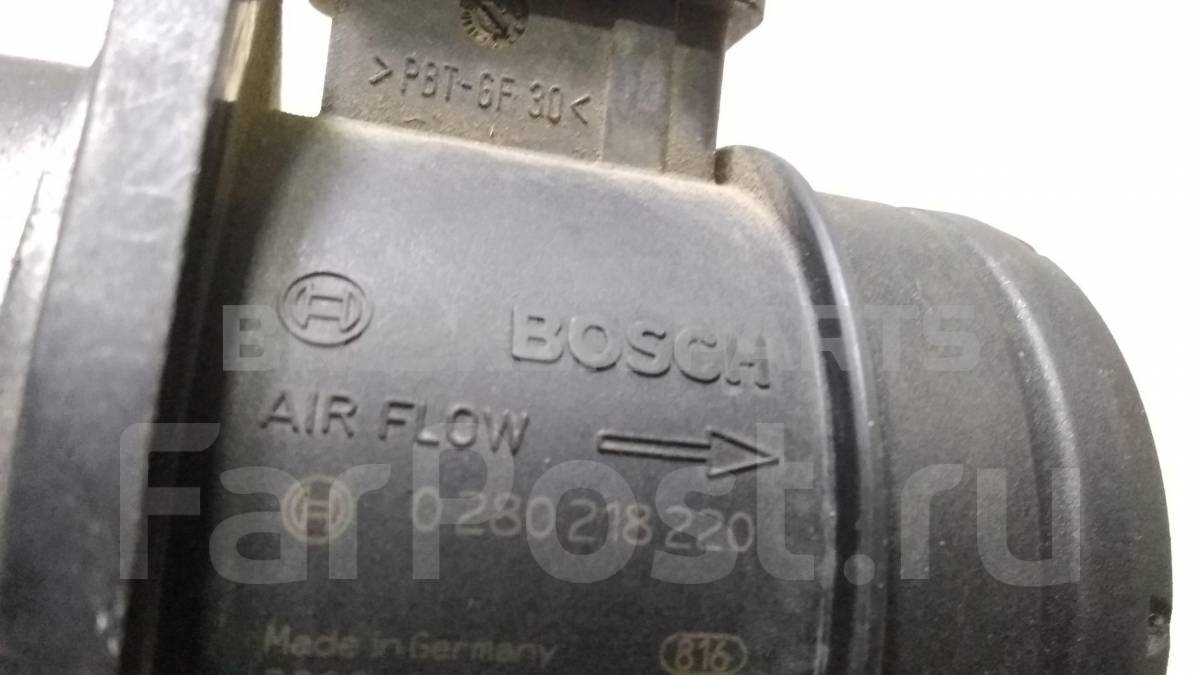 >PBT-GF 30<
BOSCH
AIR FLOW
0 280 218 220
Made in Germany
816
FarPost.ru